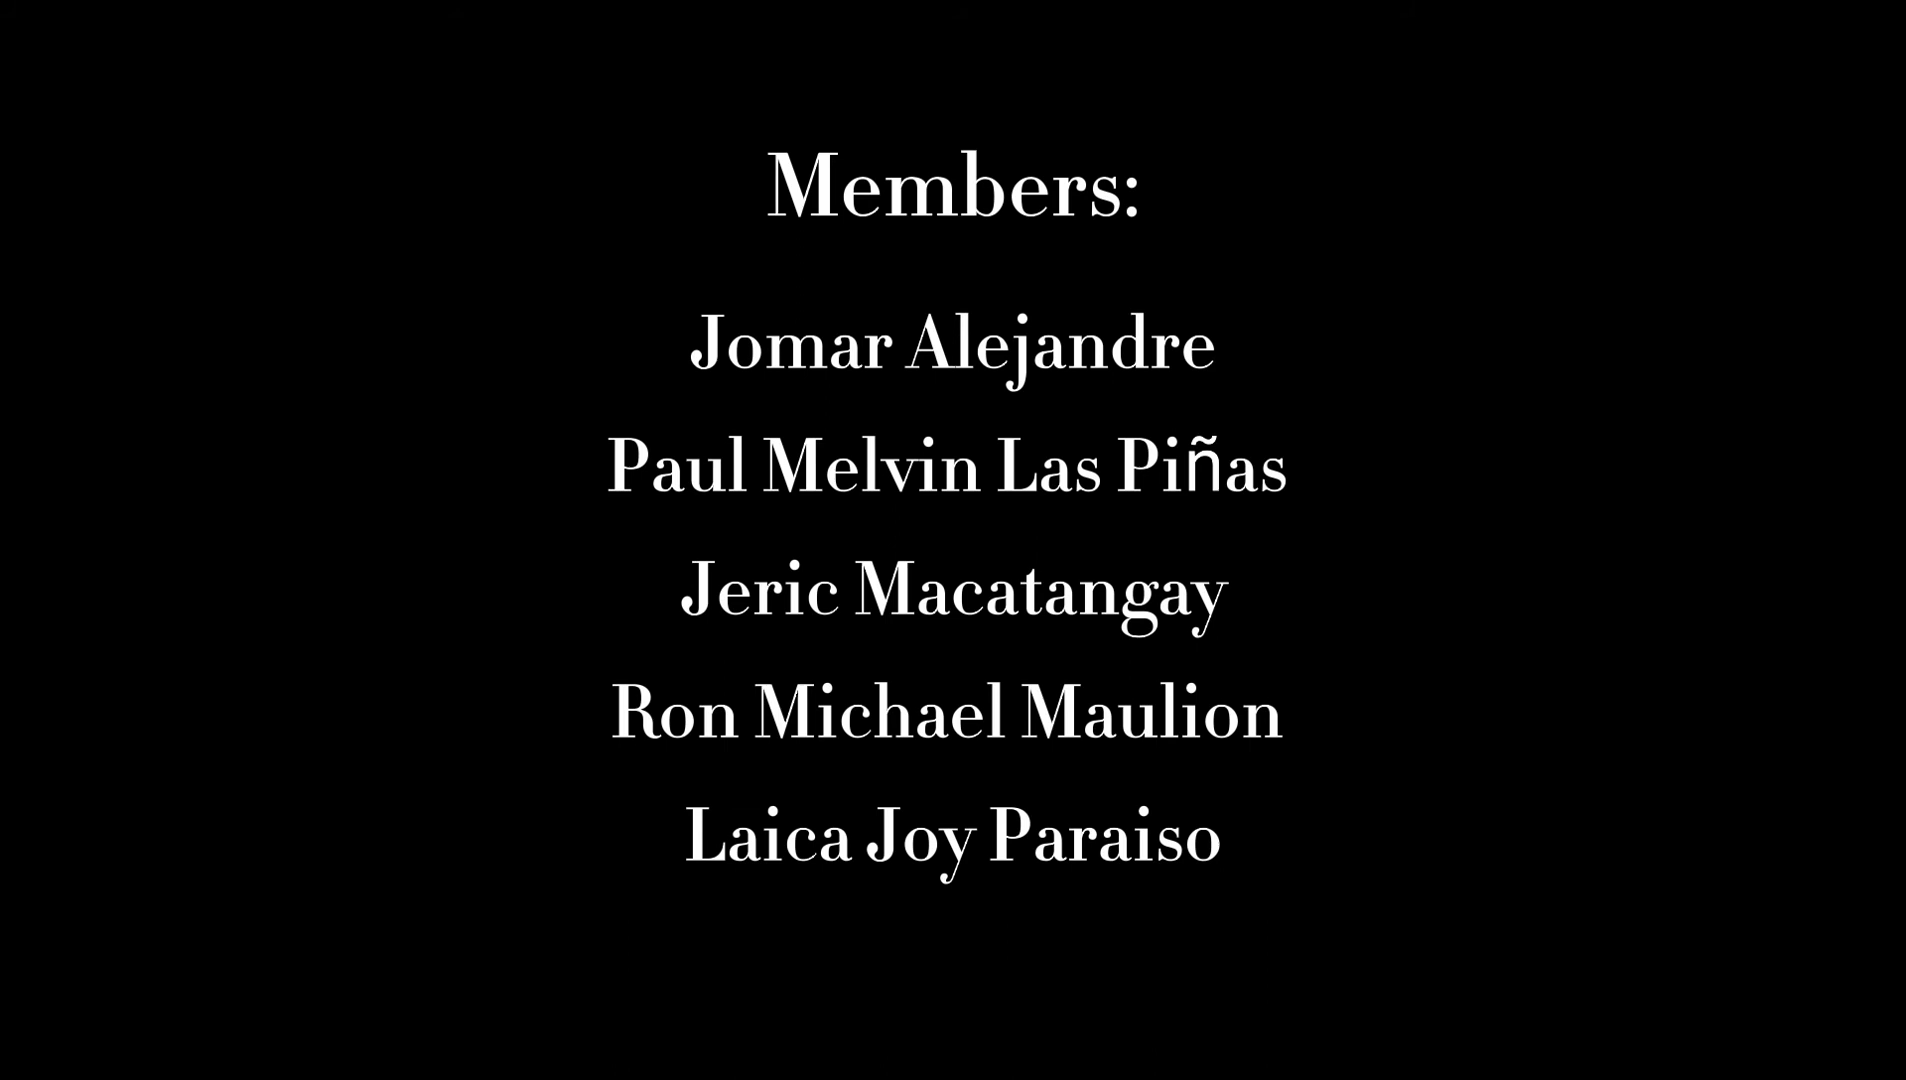 Members:
Jomar Alejandre
Paul Melvin Las Piñas
Jeric Macatangay
Ron Michael Maulion
Laica Joy Paraiso